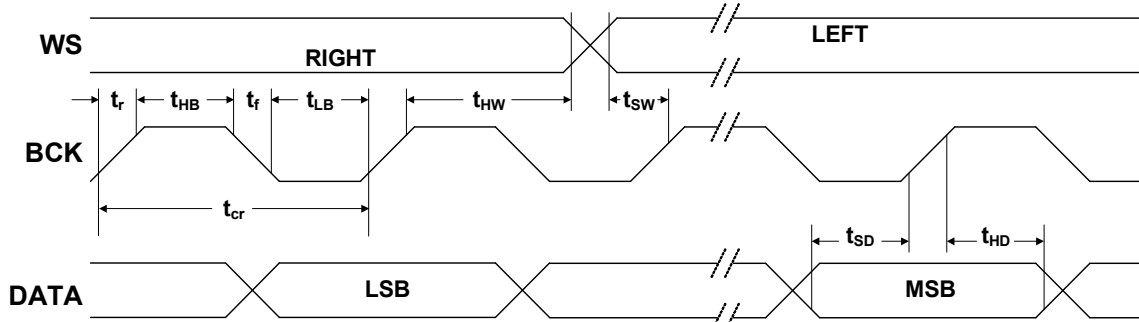 WS
RIGHT
LEFT
tr tHB tf tLB tHW tSW
BCK
tcr
tSD tHD
DATA
LSB
MSB